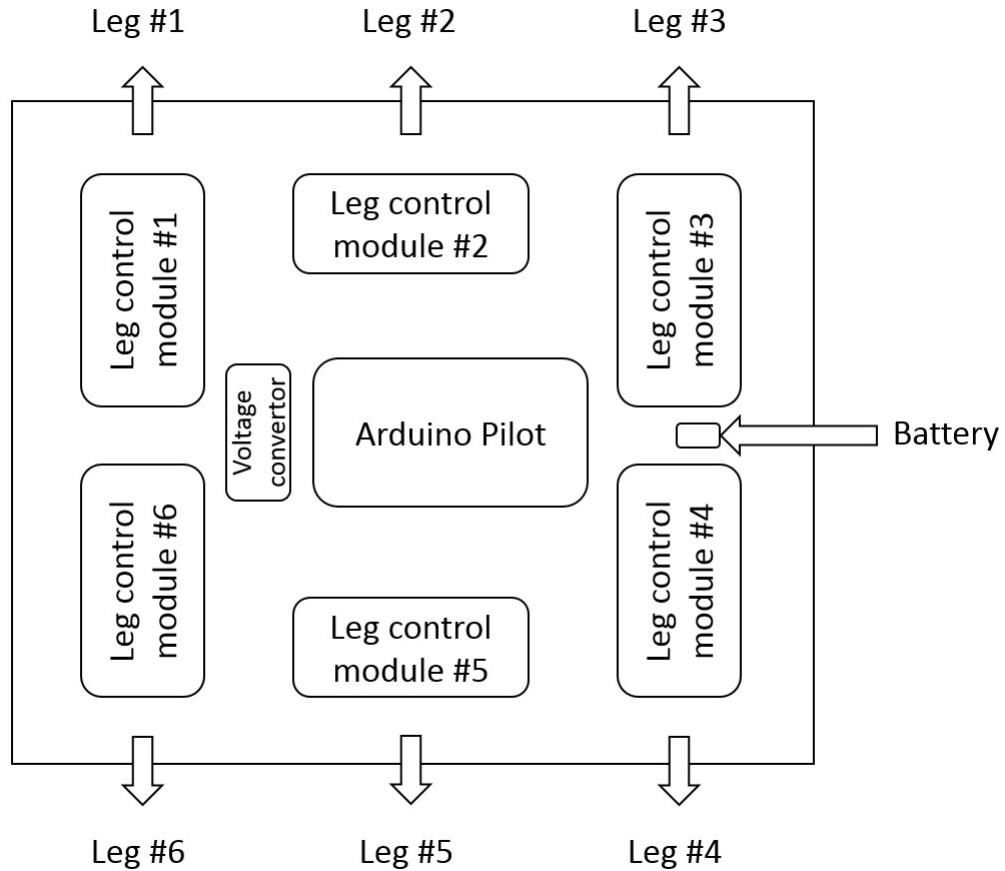 Leg #1
Leg #2
Leg #3
Leg control
module #1
Leg control
module #2
Leg control
module #3
Voltage
convertor
Arduino Pilot
Battery
Leg control
module #6
Leg control
module #5
Leg control
module #4
Leg #6
Leg #5
Leg #4